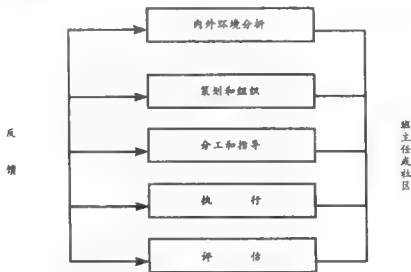 内外环境分析
策划和组织
分工和指导
执 行
评 估
反馈
班主任或社区